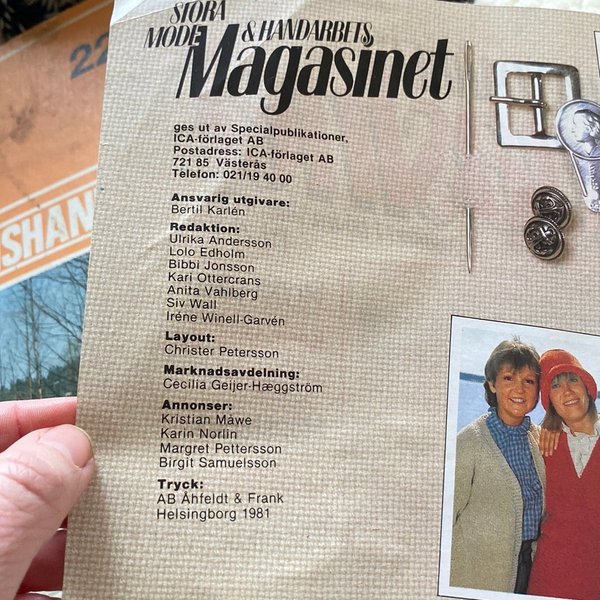 STORA
MODE & HANDARBETS
Magasinet
ges ut av Specialpublikationer,
ICA-förlaget AB
Postadress: ICA-förlaget AB
721 85 Västerås
Telefon: 021/19 40 00
Ansvarig utgivare:
Bertil Karlén
Redaktion:
Ulrika Andersson
Lolo Edholm
Bibbi Jonsson
Kari Ottercrans
Anita Vahlberg
Siv Wall
Iréne Winell-Garvén
Layout:
Christer Petersson
Marknadsavdelning:
Cecilia Geijer-Hæggström
Annonser:
Kristian Måwe
Karin Norlin
Margret Pettersson
Birgit Samuelsson
Tryck:
AB Åhfeldt & Frank
Helsingborg 1981
22
SHAN